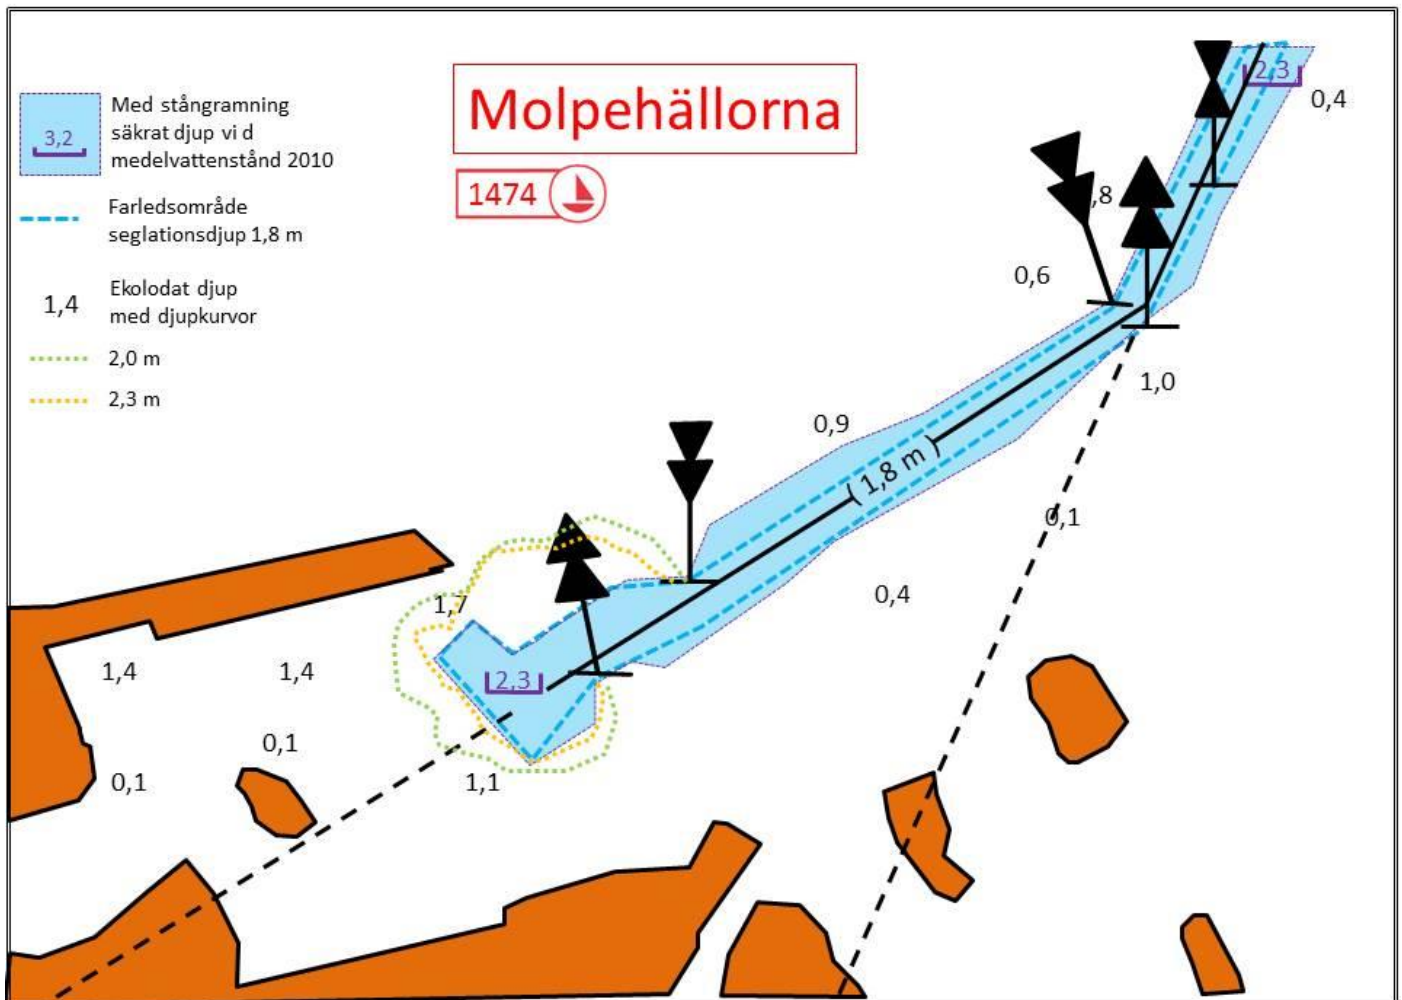 Molpehällorna
1474
3,2
Med stångramning
säkrat djup vi d
medelvattenstånd 2010
Farledsområde
seglationsdjup 1,8 m
1,4
Ekolodat djup
med djupkurvor
2,0 m
2,3 m
2,3
0,4
,8
0,6
1,0
0,9
( 1,8 m )
0,1
0,4
1,7
1,4
1,4
2,3
0,1
0,1
1,1